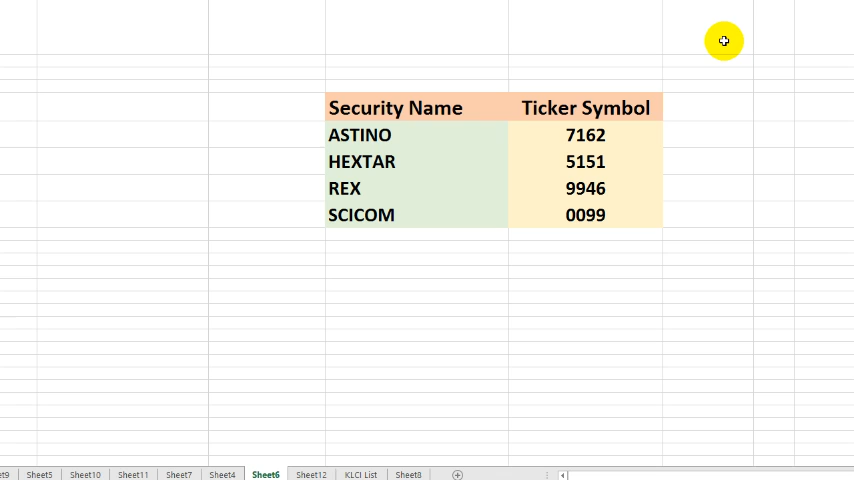 Security Name Ticker Symbol
ASTINO 7162
HEXTAR 5151
REX 9946
SCICOM 0099
Sheet5 Sheet10 Sheet11 Sheet7 Sheet4 Sheet6 Sheet12 KLCI List Sheet8